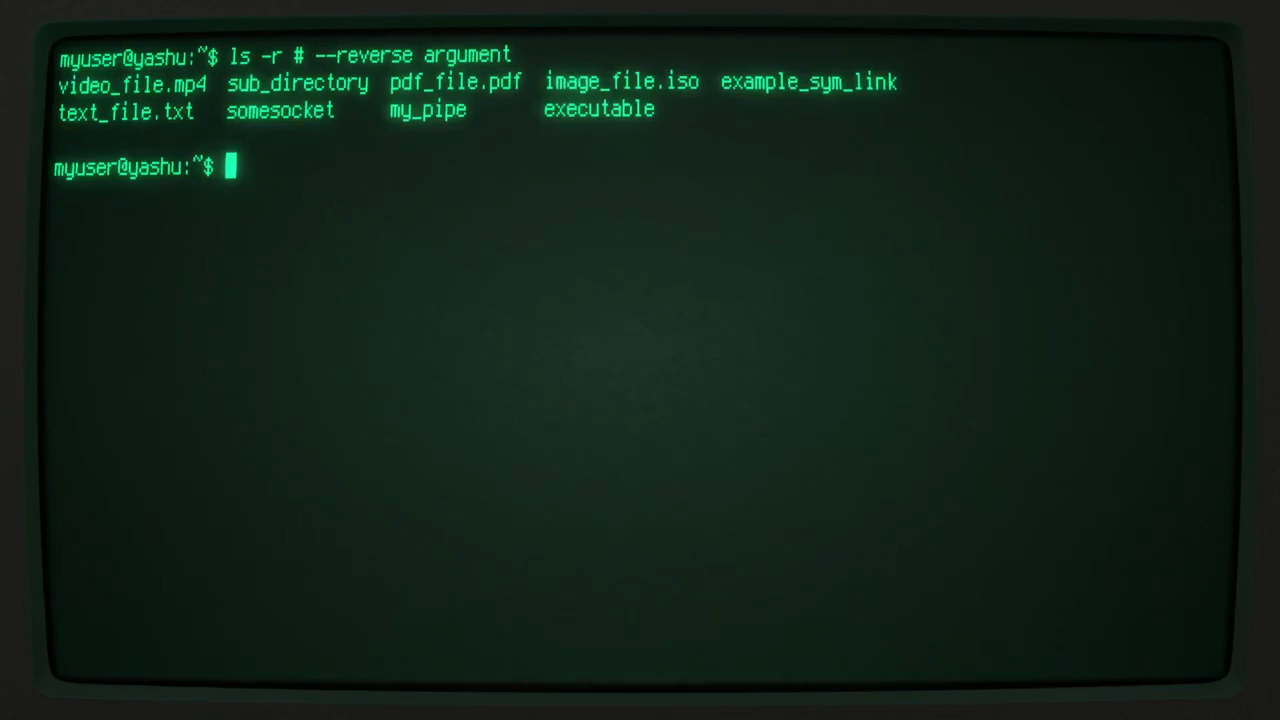 myuser@yashu:~$ ls -r # --reverse argument
video_file.mp4 sub_directory pdf_file.pdf image_file.iso example_sym_link
text_file.txt somesocket my_pipe executable
myuser@yashu:~$